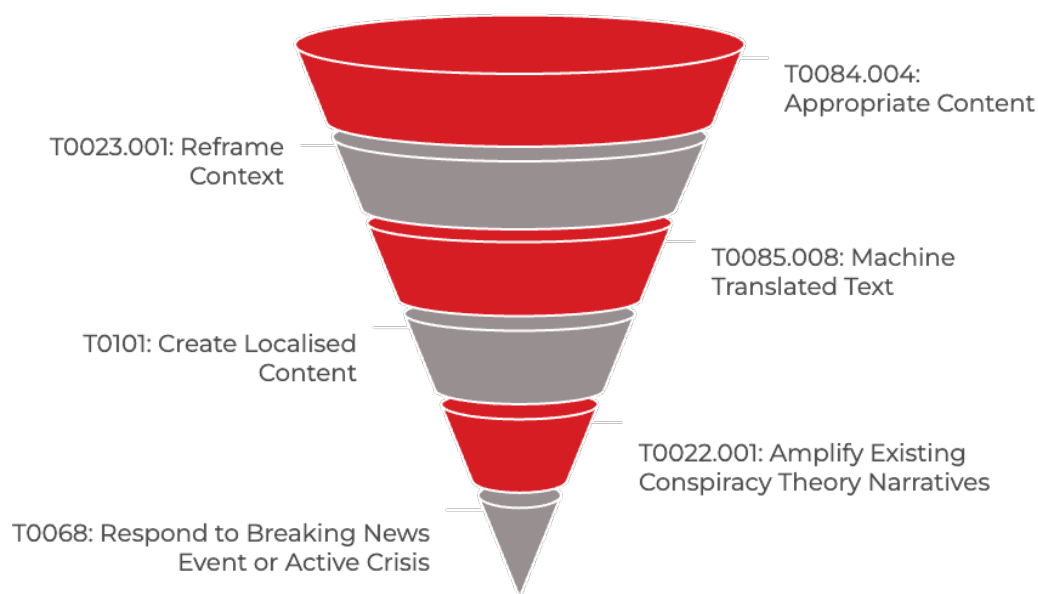 T0084.004:
Appropriate Content
T0023.001: Reframe
Context
T0085.008: Machine
Translated Text
T0101: Create Localised
Content
T0022.001: Amplify Existing
Conspiracy Theory Narratives
T0068: Respond to Breaking News
Event or Active Crisis